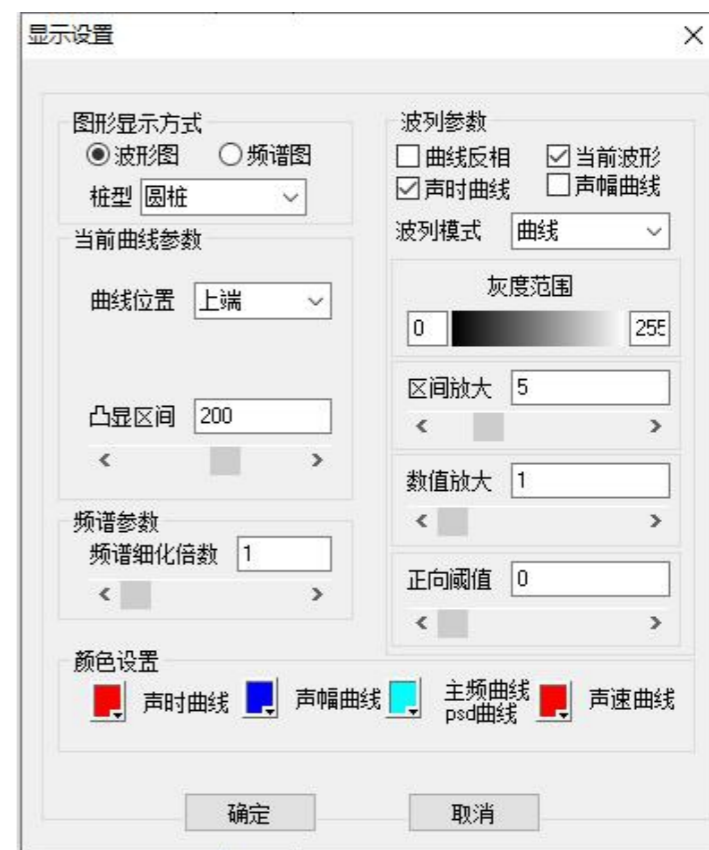 显示设置
图形显示方式
波形图 频谱图
桩型 圆桩
当前曲线参数
曲线位置 上端
凸显区间 200
频谱参数
频谱细化倍数 1
波列参数
曲线反相 当前波形
声时曲线 声幅曲线
波列模式 曲线
灰度范围
0 255
区间放大 5
数值放大 1
正向阈值 0
颜色设置
声时曲线 声幅曲线 主频曲线 声速曲线
psd曲线
确定 取消